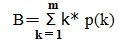 m
B= Σ k* p(k)
k = 1